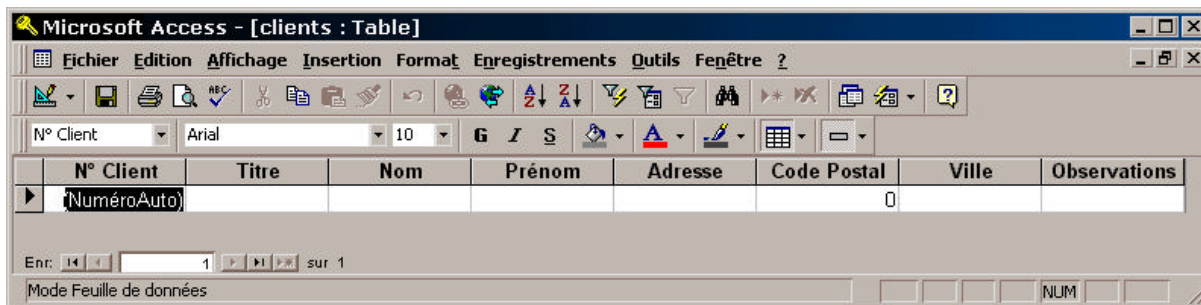 Microsoft Access - [clients : Table]
Fichier Edition Affichage Insertion Format Enregistrements Outils Fenêtre ?
N° Client Arial 10 G I S
N° Client Titre Nom Prénom Adresse Code Postal Ville Observations
(NuméroAuto) 0
Enr: 1 sur 1
Mode Feuille de données NUM